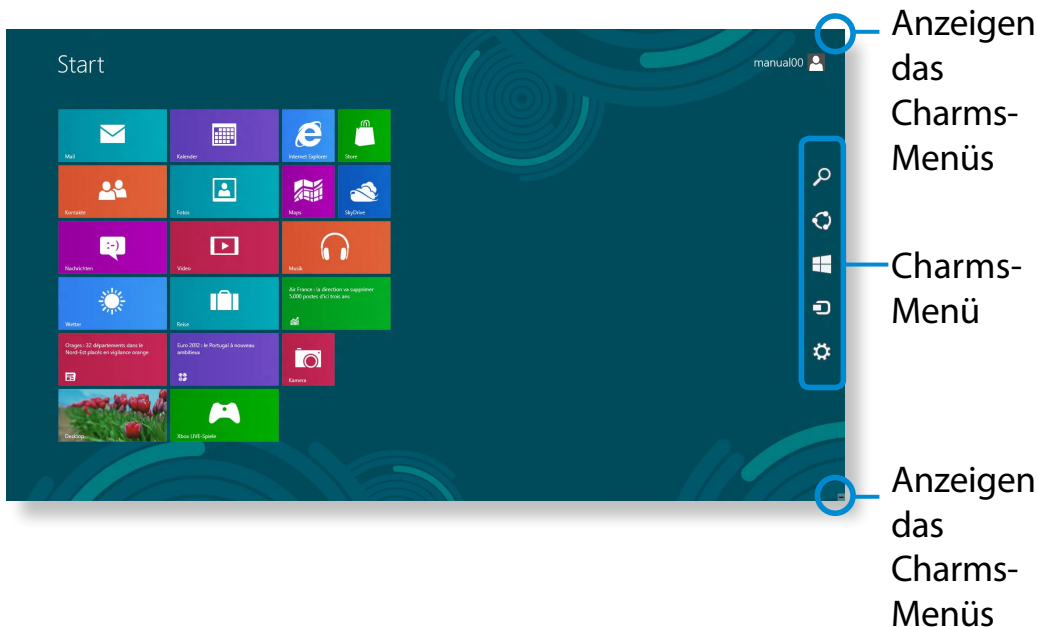 Anzeigen
das
Charms-
Menüs
Start
manual00
Mail
Kalender
Internet Explorer
Store
Kontakte
Fotos
Maps
SkyDrive
Nachrichten
Video
Musik
Charms-
Menü
Wetter
Reise
Air France : la direction va supprimer
5,000 postes d'ici trois ans
Orages : 32 départements dans le
Nord-Est placés en vigilance orange
Euro 2012 : le Portugal à nouveau
ambitieux
Kamera
Desktop
Xbox LIVE-Spiele
Anzeigen
das
Charms-
Menüs